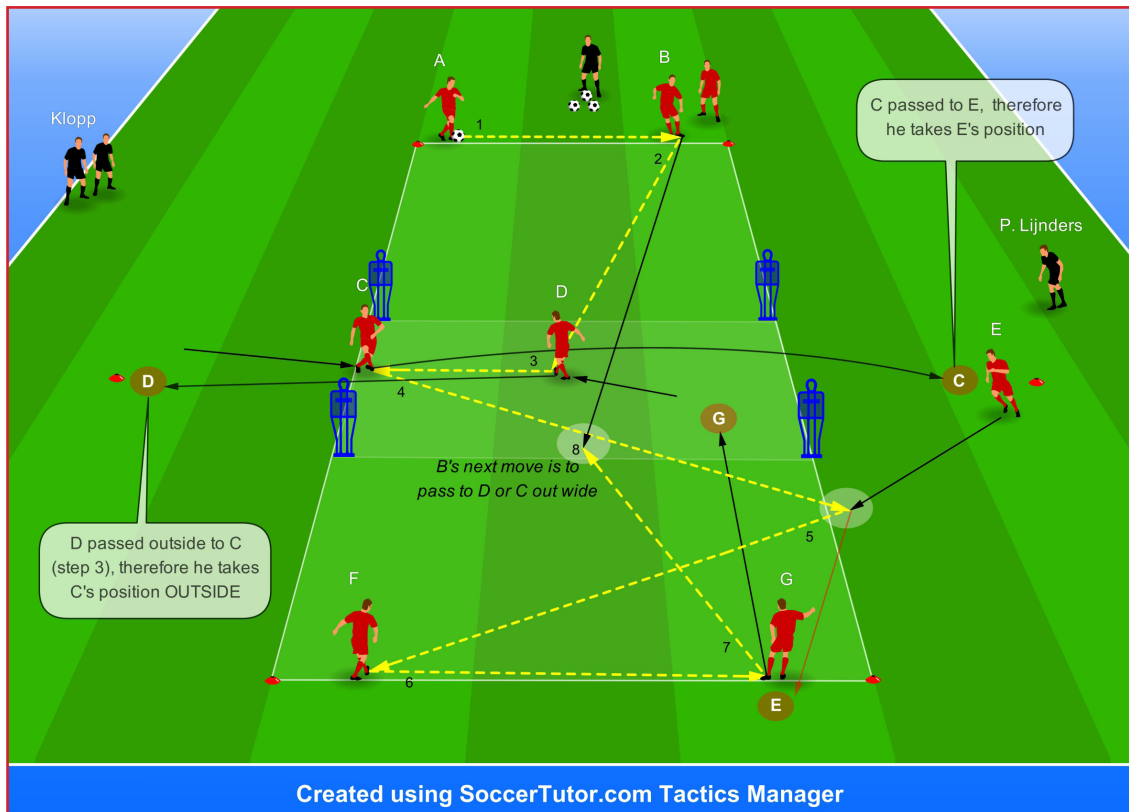 A
B
C passed to E, therefore
he takes E's position
Klopp
1
2
P. Lijnders
C
D
E
3
D
C
4
G
8
B's next move is to
pass to D or C out wide
5
D passed outside to C
(step 3), therefore he takes
C's position OUTSIDE
F
G
7
6
E
Created using SoccerTutor.com Tactics Manager